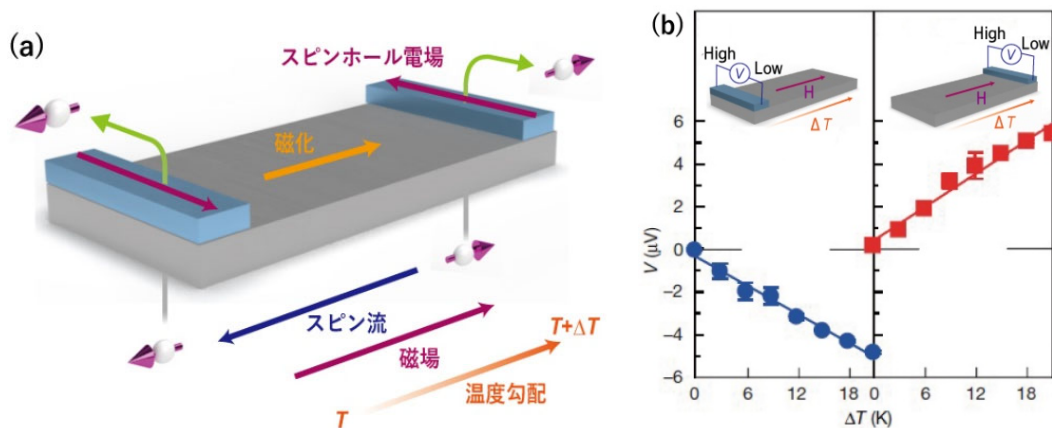 (a)
スピンホール電場
磁化
スピン流
磁場
T+ΔT
温度勾配
T
(b)
High
V
Low
H
ΔT
High
V
Low
H
ΔT
6
4
2
0
−2
−4
−6
V (μV)
0 6 12 18 0 6 12 18
ΔT (K)